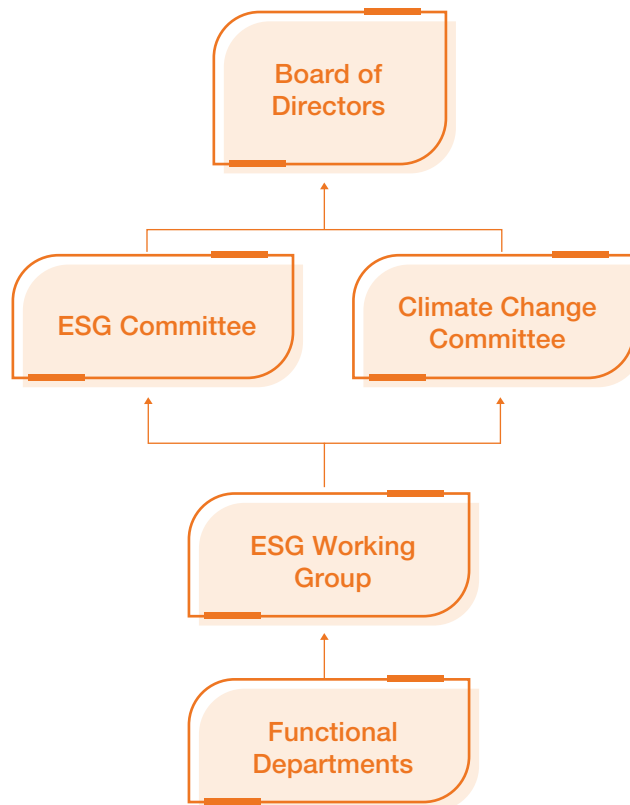 Board of
Directors
ESG Committee
Climate Change
Committee
ESG Working
Group
Functional
Departments